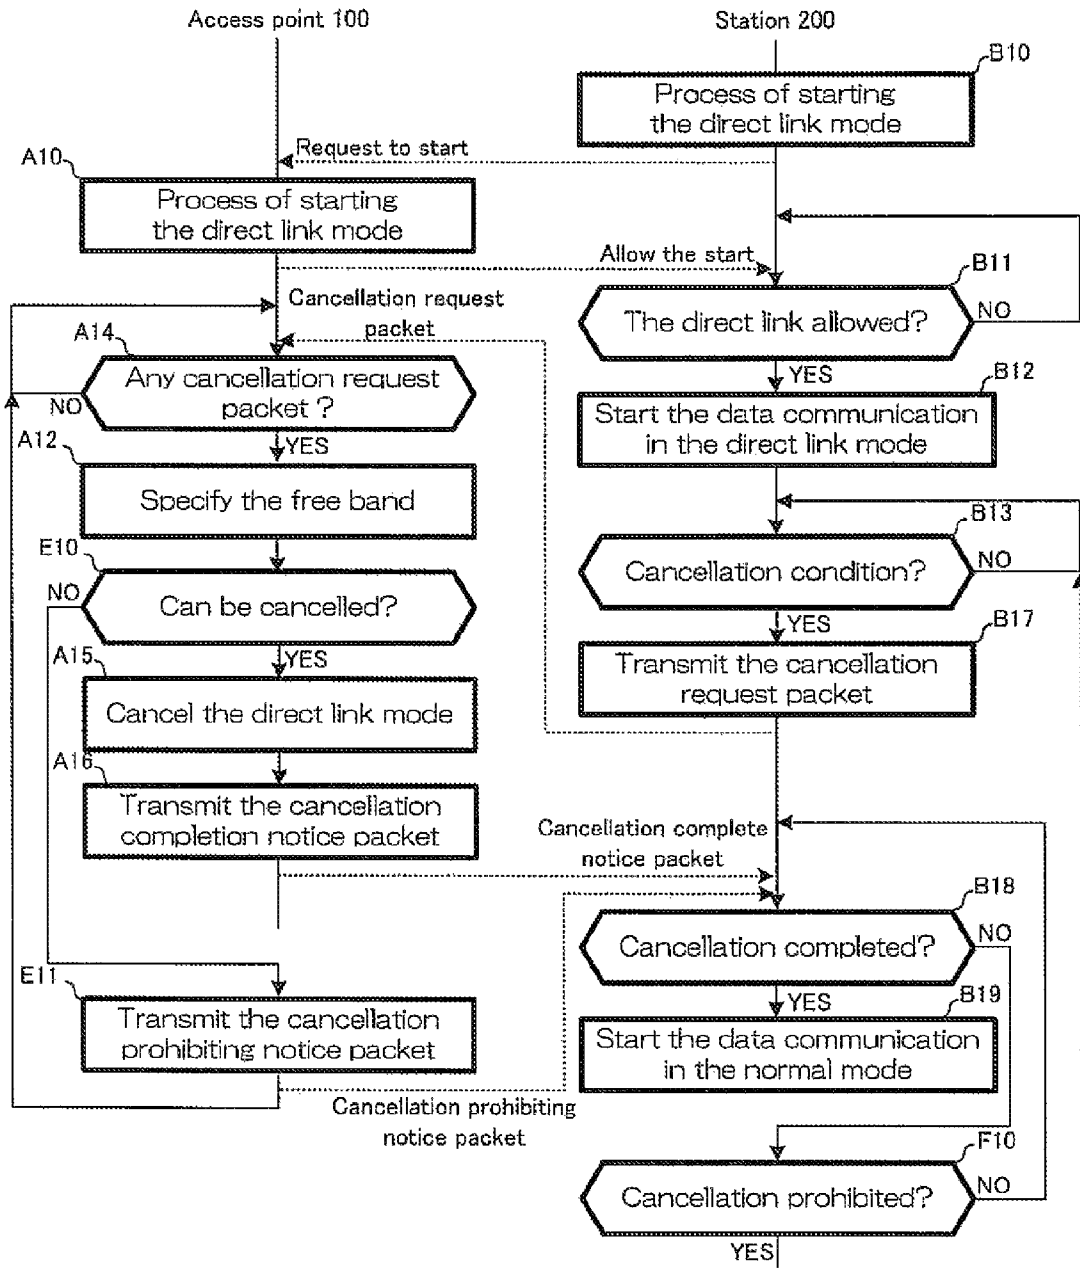 Access point 100
Station 200
B10
Process of starting
the direct link mode
Request to start
A10
Process of starting
the direct link mode
Allow the start
B11
The direct link allowed?
NO
Cancellation request
packet
A14
Any cancellation request
packet ?
NO
YES
YES
B12
Start the data communication
in the direct link mode
A12
Specify the free band
B13
Cancellation condition?
NO
E10
NO
Can be cancelled?
YES
YES
B17
Transmit the cancellation
request packet
A15
Cancel the direct link mode
A16
Transmit the cancellation
completion notice packet
Cancellation complete
notice packet
B18
Cancellation completed?
NO
YES
B19
Start the data communication
in the normal mode
E11
Transmit the cancellation
prohibiting notice packet
Cancellation prohibiting
notice packet
F10
Cancellation prohibited?
NO
YES